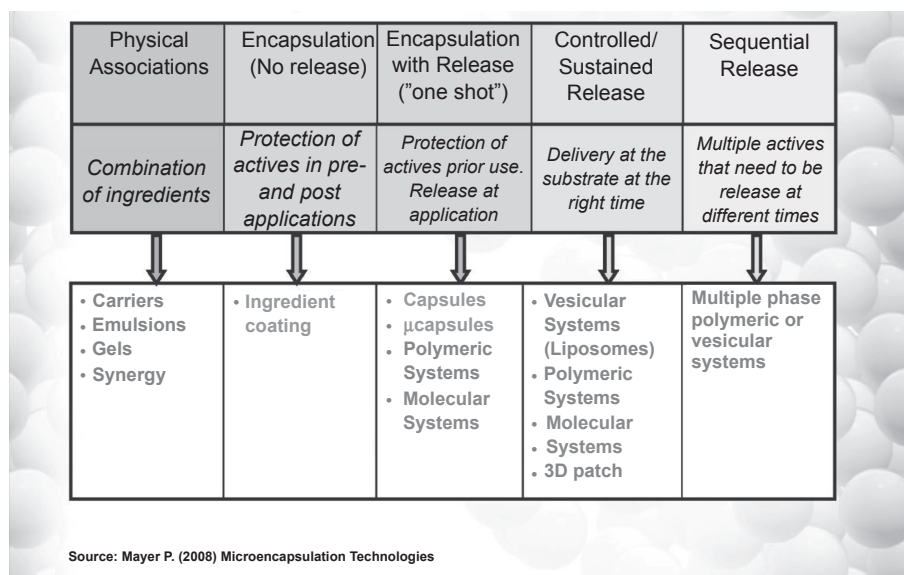 Physical
Associations
Encapsulation
(No release)
Encapsulation
with Release
(”one shot”)
Controlled/
Sustained
Release
Sequential
Release
Combination
of ingredients
Protection of
actives in pre-
and post
applications
Protection of
actives prior use.
Release at
application
Delivery at the
substrate at the
right time
Multiple actives
that need to be
release at
different times
• Carriers
• Emulsions
• Gels
• Synergy
• Ingredient
coating
• Capsules
• µcapsules
• Polymeric
Systems
• Molecular
Systems
• Vesicular
Systems
(Liposomes)
• Polymeric
Systems
• Molecular
• Systems
• 3D patch
Multiple phase
polymeric or
vesicular
systems
Source: Mayer P. (2008) Microencapsulation Technologies